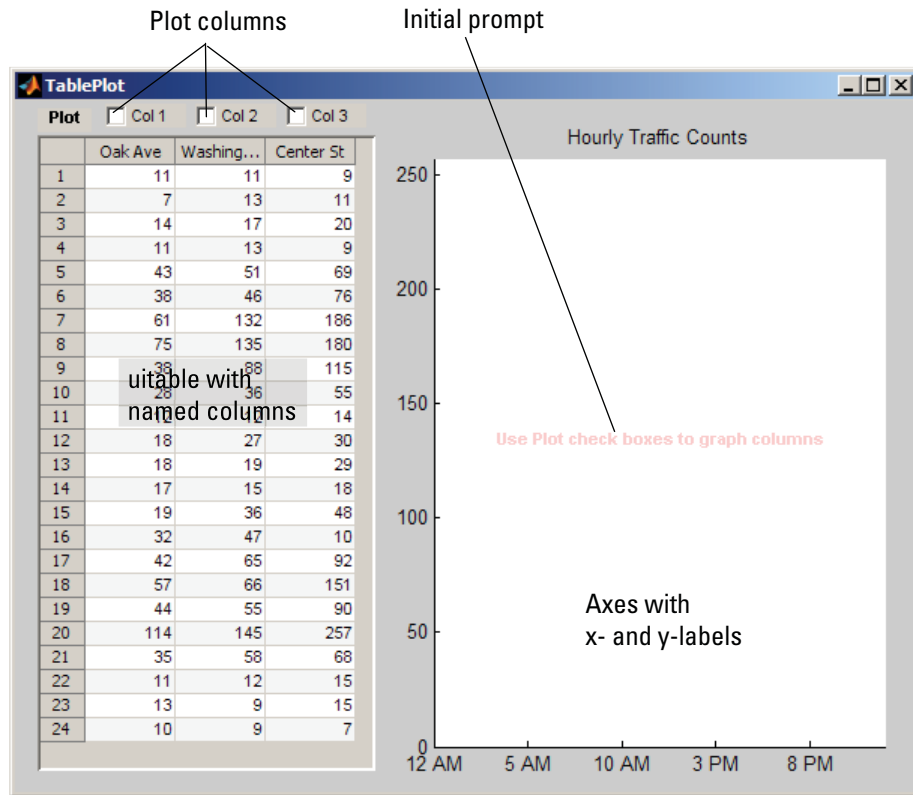 Plot columns
Initial prompt
TablePlot
Plot Col 1 Col 2 Col 3
Oak Ave Washing... Center St
1 11 11 9
2 7 13 11
3 14 17 20
4 11 13 9
5 43 51 69
6 38 46 76
7 61 132 186
8 75 135 180
9 38 88 115
10 28 36 55
11 12 12 14
12 18 27 30
13 18 19 29
14 17 15 18
15 19 36 48
16 32 47 10
17 42 65 92
18 57 66 151
19 44 55 90
20 114 145 257
21 35 58 68
22 11 12 15
23 13 9 15
24 10 9 7
uitable with
named columns
Hourly Traffic Counts
250
200
150
Use Plot check boxes to graph columns
100
Axes with
x- and y-labels
50
0
12 AM 5 AM 10 AM 3 PM 8 PM